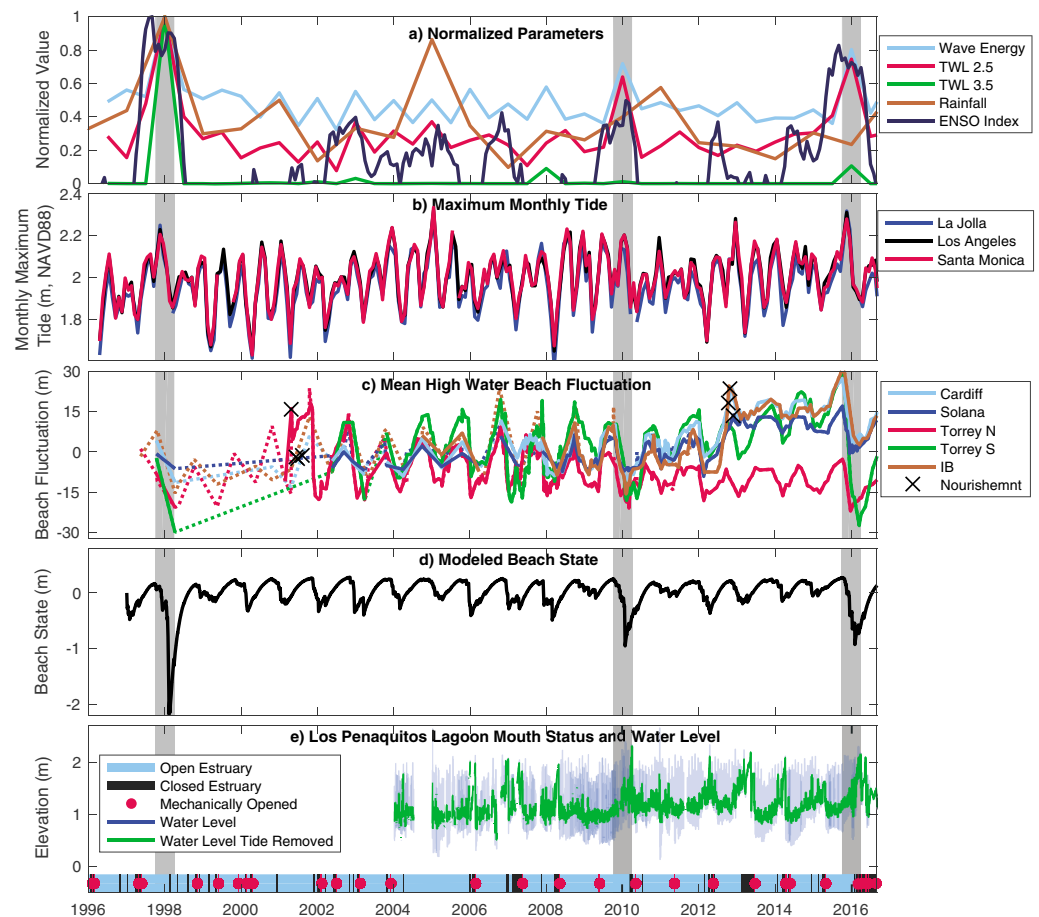 a) Normalized Parameters
Normalized Value
1
0.8
0.6
0.4
0.2
0
Wave Energy
TWL 2.5
TWL 3.5
Rainfall
ENSO Index
b) Maximum Monthly Tide
Monthly Maximum
Tide (m, NAVD88)
2.4
2.2
2
1.8
La Jolla
Los Angeles
Santa Monica
c) Mean High Water Beach Fluctuation
Beach Fluctuation (m)
30
15
0
-15
-30
Cardiff
Solana
Torrey N
Torrey S
IB
Nourishemnt
d) Modeled Beach State
Beach State (m)
0
-1
-2
e) Los Penaquitos Lagoon Mouth Status and Water Level
Elevation (m)
2
1
0
Open Estuary
Closed Estuary
Mechanically Opened
Water Level
Water Level Tide Removed
1996 1998 2000 2002 2004 2006 2008 2010 2012 2014 2016